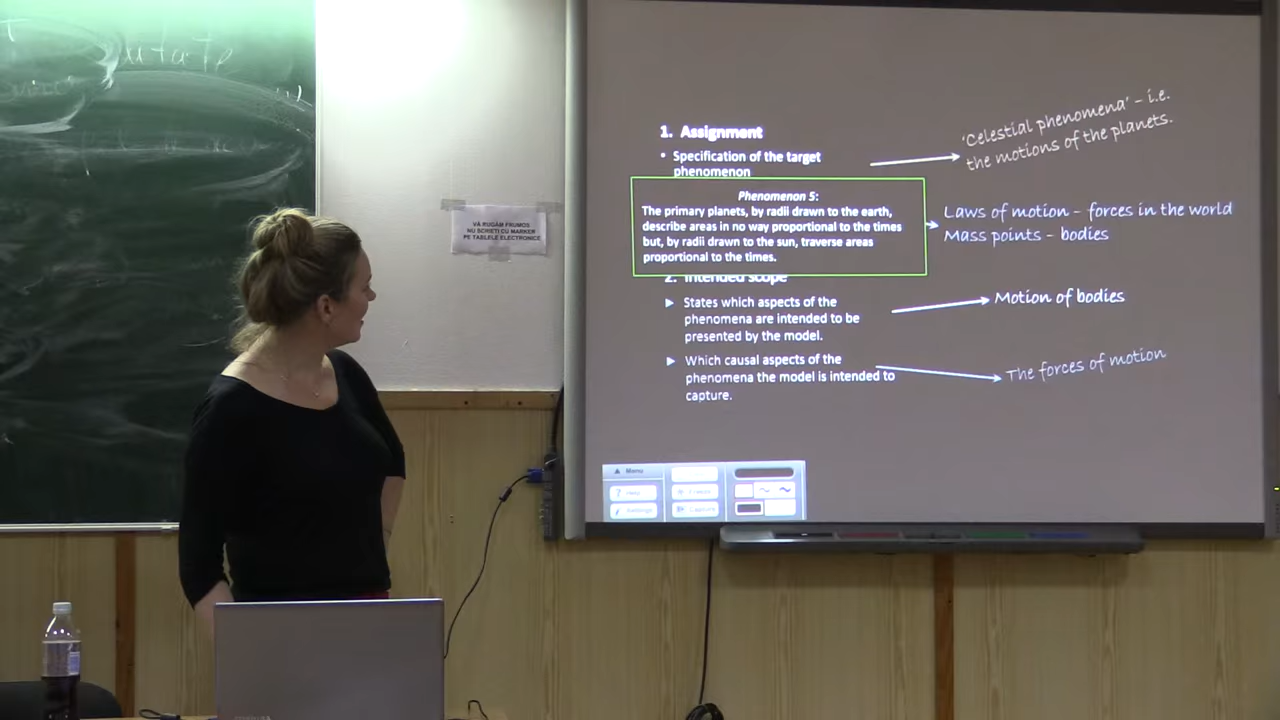 utate
VĂ RUGĂM FRUMOS
NU SCRIEȚI CU MARKER
PE TABLELE ELECTRONICE
1. Assignment
• Specification of the target
phenomenon
'Celestial phenomena' – i.e.
the motions of the planets.
Phenomenon 5:
The primary planets, by radii drawn to the earth,
describe areas in no way proportional to the times
but, by radii drawn to the sun, traverse areas
proportional to the times.
Laws of motion – forces in the world
Mass points – bodies
2. Intended scope
► States which aspects of the
phenomena are intended to be
presented by the model.
Motion of bodies
► Which causal aspects of the
phenomena the model is intended to
capture.
The forces of motion
Menu
Help
Settings
Capture